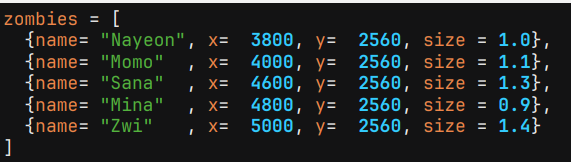 zombies = [
  {name= "Nayeon", x=  3800, y=  2560, size = 1.0},
  {name= "Momo"  , x=  4000, y=  2560, size = 1.1},
  {name= "Sana"  , x=  4600, y=  2560, size = 1.3},
  {name= "Mina"  , x=  4800, y=  2560, size = 0.9},
  {name= "Zwi"   , x=  5000, y=  2560, size = 1.4}
]